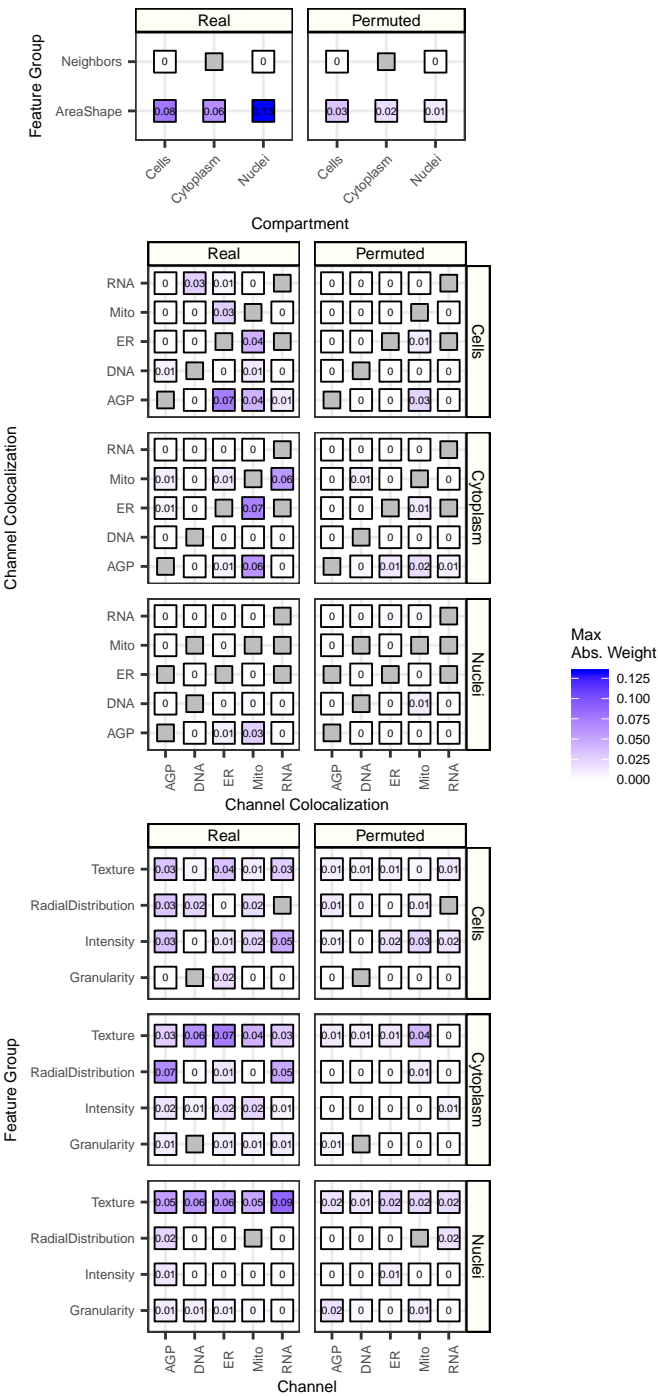 Real Permuted
Feature Group
Neighbors 0 0 0 0
AreaShape 0.08 0.06 0.13 0.03 0.02 0.01
Cells Cytoplasm Nuclei Cells Cytoplasm Nuclei
Compartment
Real Permuted
Channel Colocalization
RNA 0 0.03 0.01 0 0 0 0 0
Mito 0 0 0.03 0 0 0 0 0
ER 0 0 0.04 0 0 0.01
DNA 0.01 0 0.01 0 0 0 0 0
AGP 0 0.07 0.04 0.01 0 0 0.03 0
Cells
RNA 0 0 0 0 0 0 0 0
Mito 0.01 0 0.01 0.06 0 0.01 0 0
ER 0.01 0 0.07 0 0 0.01
DNA 0 0 0 0 0 0 0 0
AGP 0 0 0.06 0 0 0.01 0.02 0.01
Cytoplasm
RNA 0 0 0 0 0 0 0 0
Mito 0 0 0 0
ER 0 0 0 0
DNA 0 0 0 0 0 0 0.01 0
AGP 0 0.01 0.03 0 0 0 0 0
Nuclei
AGP DNA ER Mito RNA AGP DNA ER Mito RNA
Channel Colocalization
Max
Abs. Weight
0.125
0.100
0.075
0.050
0.025
0.000
Real Permuted
Feature Group
Texture 0.03 0 0.04 0.01 0.03 0.01 0.01 0.01 0 0.01
RadialDistribution 0.03 0.02 0 0.02 0.01 0 0 0.01
Intensity 0.03 0 0.01 0.02 0.05 0.01 0 0.02 0.03 0.02
Granularity 0 0.02 0 0 0 0 0 0
Cells
Texture 0.03 0.06 0.07 0.04 0.03 0.01 0.01 0.01 0.04 0
RadialDistribution 0.07 0 0.01 0 0.05 0 0 0 0.01 0
Intensity 0.02 0.01 0.02 0.02 0.01 0 0 0 0 0.01
Granularity 0.01 0.01 0.01 0.01 0.01 0 0 0
Cytoplasm
Texture 0.05 0.06 0.06 0.05 0.09 0.02 0.01 0.02 0.02 0.02
RadialDistribution 0.02 0 0 0 0 0 0 0.02
Intensity 0.01 0 0 0 0 0 0 0.01 0 0
Granularity 0.01 0.01 0.01 0 0 0.02 0 0 0.01 0
Nuclei
AGP DNA ER Mito RNA AGP DNA ER Mito RNA
Channel